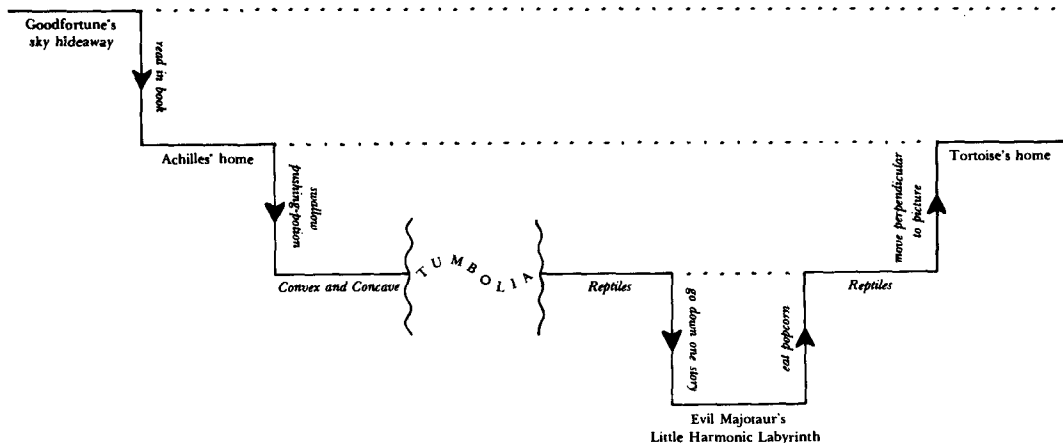 Goodfortune's
sky hideaway
read in book
Achilles' home
swallow
pushing-potion
Convex and Concave
TUMBOLIA
Reptiles
go down one story
Evil Majotaur's
Little Harmonic Labyrinth
eat popcorn
Reptiles
move perpendicular
to picture
Tortoise's home